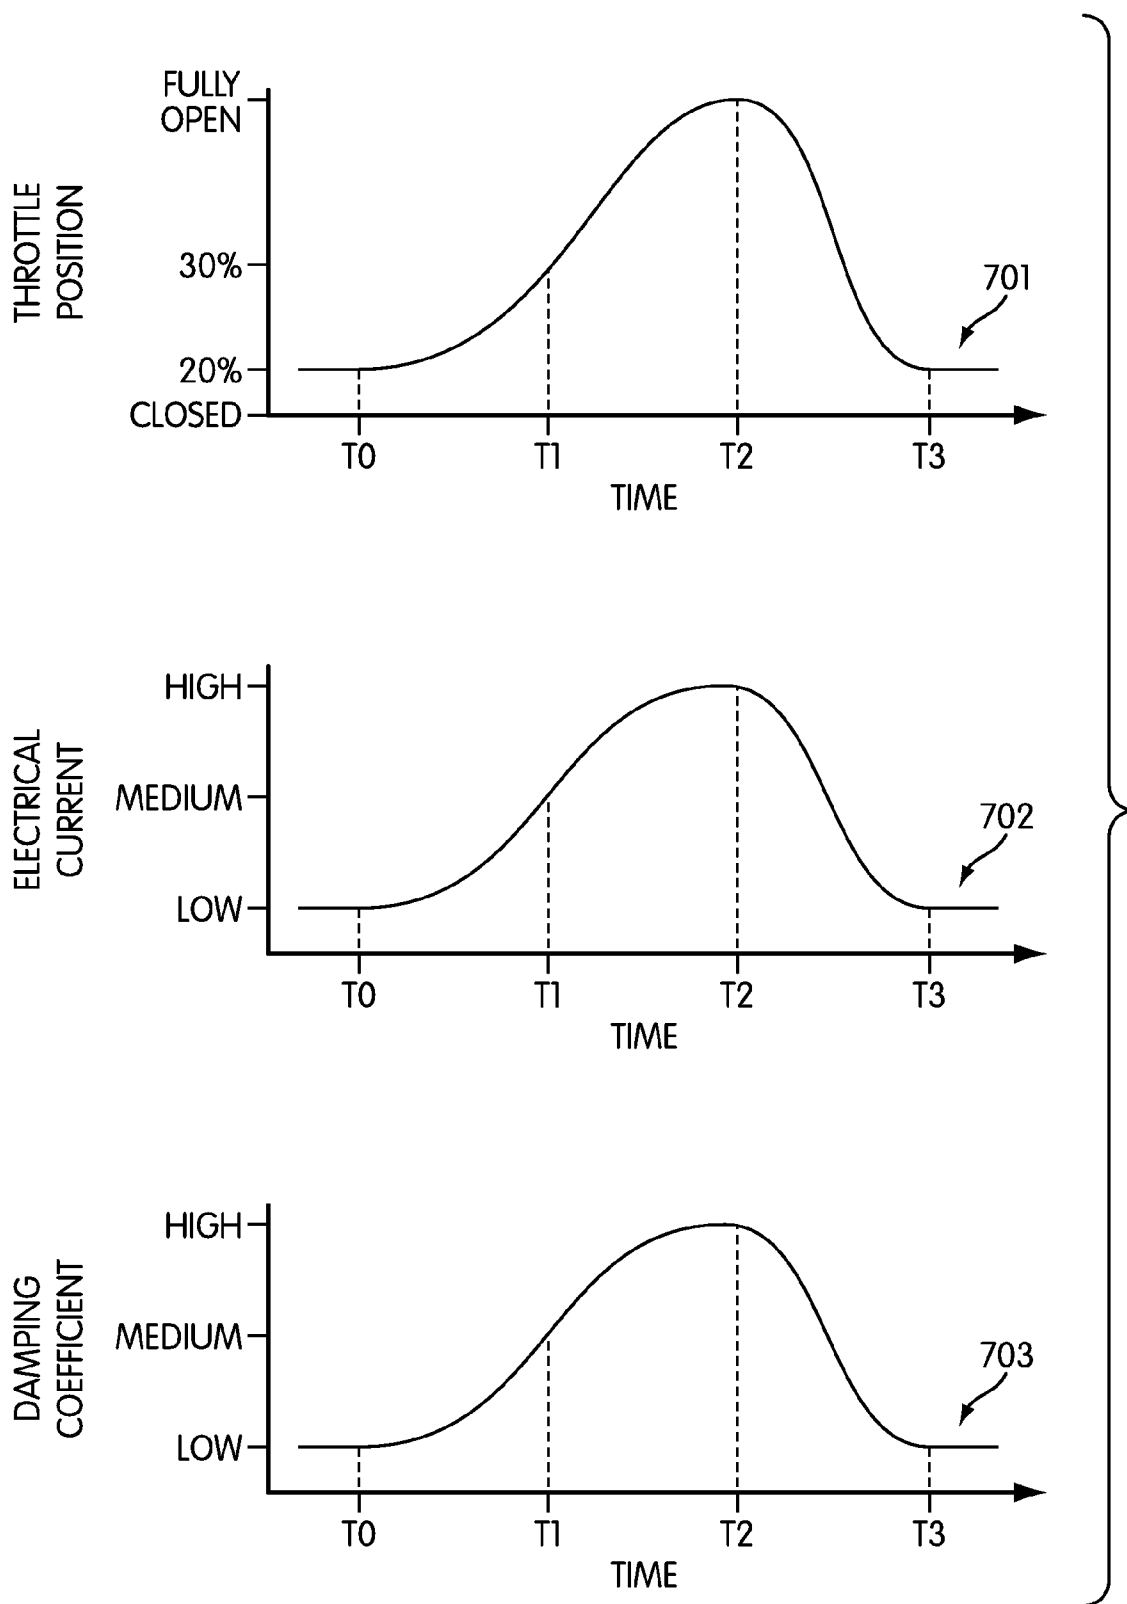 THROTTLE
POSITION
FULLY
OPEN
30%
20%
CLOSED
701
T0 T1 T2 T3
TIME
ELECTRICAL
CURRENT
HIGH
MEDIUM
LOW
702
T0 T1 T2 T3
TIME
DAMPING
COEFFICIENT
HIGH
MEDIUM
LOW
703
T0 T1 T2 T3
TIME